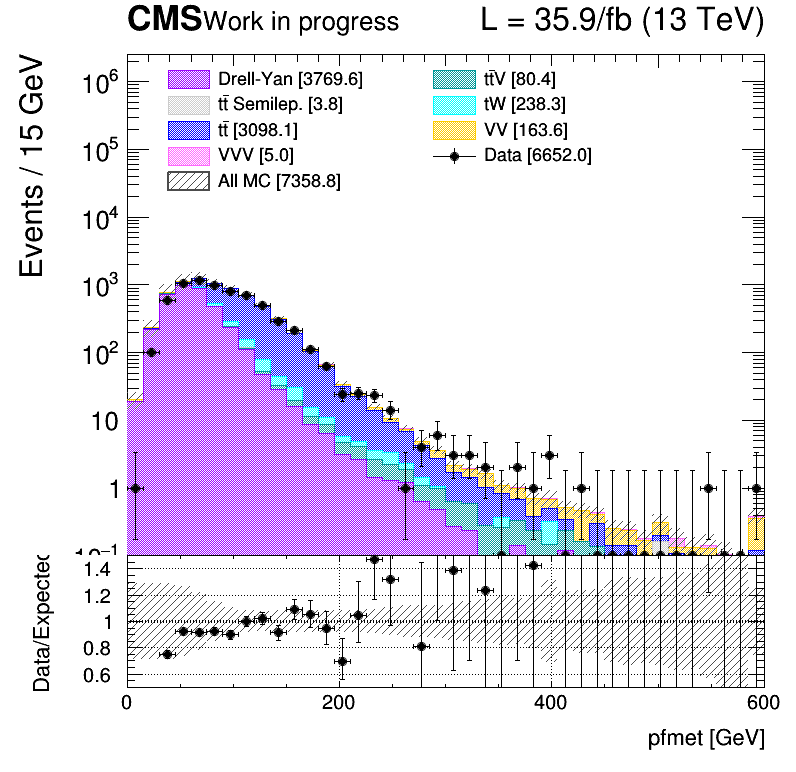 CMS Work in progress L = 35.9/fb (13 TeV)
Events / 15 GeV
Drell-Yan [3769.6]
tt̄V [80.4]
tt̄ Semilep. [3.8]
tW [238.3]
tt̄ [3098.1]
VV [163.6]
VVV [5.0]
Data [6652.0]
All MC [7358.8]
10⁶
10⁵
10⁴
10³
10²
10
1
10⁻¹
Data/Expected
1.4
1.2
1
0.8
0.6
0 200 400 600
pfmet [GeV]